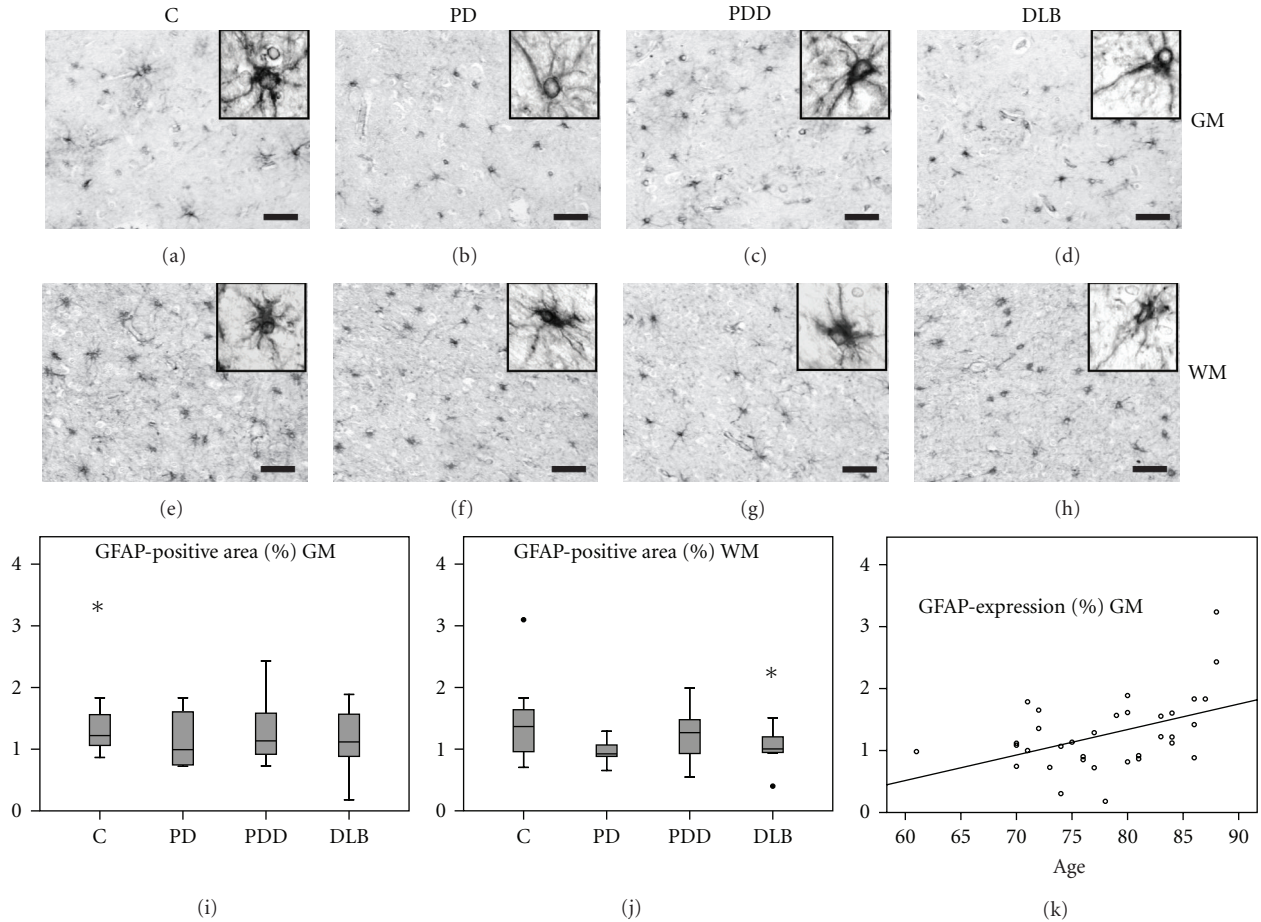 C PD PDD DLB
GM
(a) (b) (c) (d)
WM
(e) (f) (g) (h)
GFAP-positive area (%) GM
4
3
2
1
0
*
C PD PDD DLB
(i)
GFAP-positive area (%) WM
4
3
2
1
0
*
C PD PDD DLB
(j)
GFAP-expression (%) GM
4
3
2
1
0
60 65 70 75 80 85 90
Age
(k)